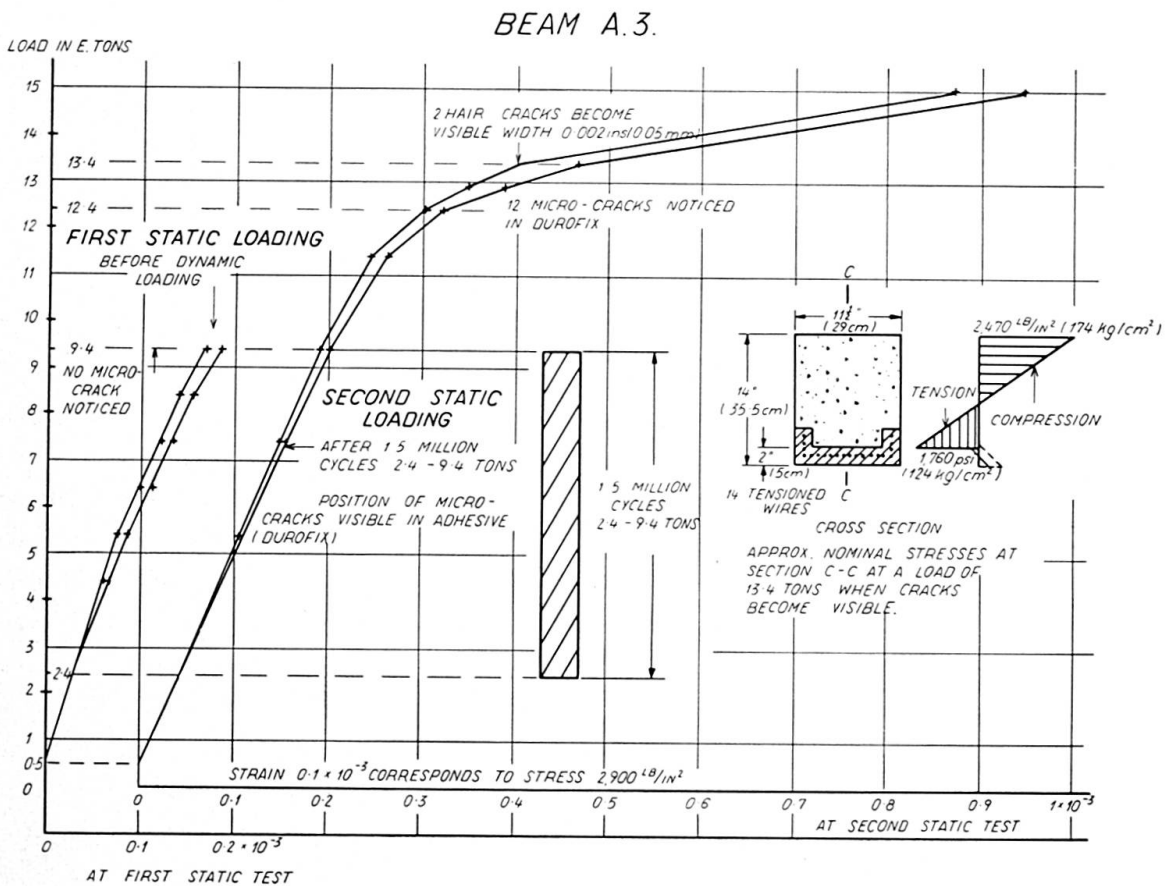 BEAM A.3.
LOAD IN E. TONS
15
14
13·4
13
12·4
12
11
10
9·4
9
8
7
6
5
4
3
2·4
2
1
0·5
0
2 HAIR CRACKS BECOME
VISIBLE WIDTH 0·002 ins (0·05 mm)
12 MICRO-CRACKS NOTICED
IN DUROFIX
FIRST STATIC LOADING
BEFORE DYNAMIC
LOADING
NO MICRO-
CRACK
NOTICED
SECOND STATIC
LOADING
AFTER 1·5 MILLION
CYCLES 2·4 - 9·4 TONS
POSITION OF MICRO-
CRACKS VISIBLE IN ADHESIVE
(DUROFIX)
1·5 MILLION
CYCLES
2·4 - 9·4 TONS
C
(29cm)
14"
(35·5cm)
2"
(5cm)
C
14 TENSIONED
WIRES
2,470 LB/IN² (174 kg/cm²)
TENSION
COMPRESSION
1,760 psi
(124 kg/cm²)
CROSS SECTION
APPROX. NOMINAL STRESSES AT
SECTION C-C AT A LOAD OF
13·4 TONS WHEN CRACKS
BECOME VISIBLE.
STRAIN 0·1 × 10⁻³ CORRESPONDS TO STRESS 2,900 LB/IN²
0 0·1 0·2 0·3 0·4 0·5 0·6 0·7 0·8 0·9 1×10⁻³
AT SECOND STATIC TEST
0 0·1 0·2×10⁻³
AT FIRST STATIC TEST